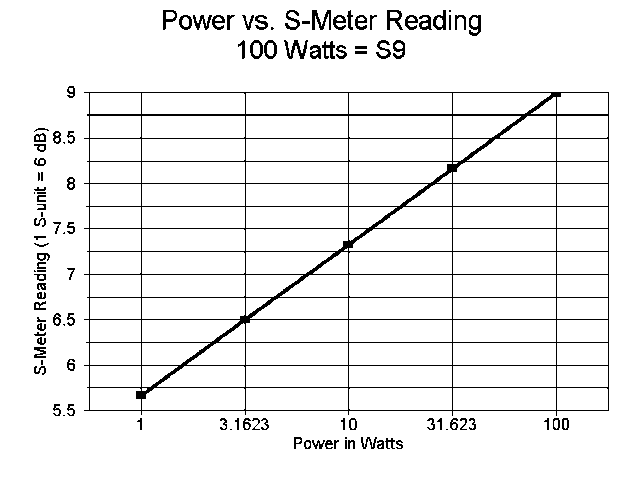 Power vs. S-Meter Reading
100 Watts = S9
S-Meter Reading (1 S-unit = 6 dB)
9
8.5
8
7.5
7
6.5
6
5.5
1 3.1623 10 31.623 100
Power in Watts